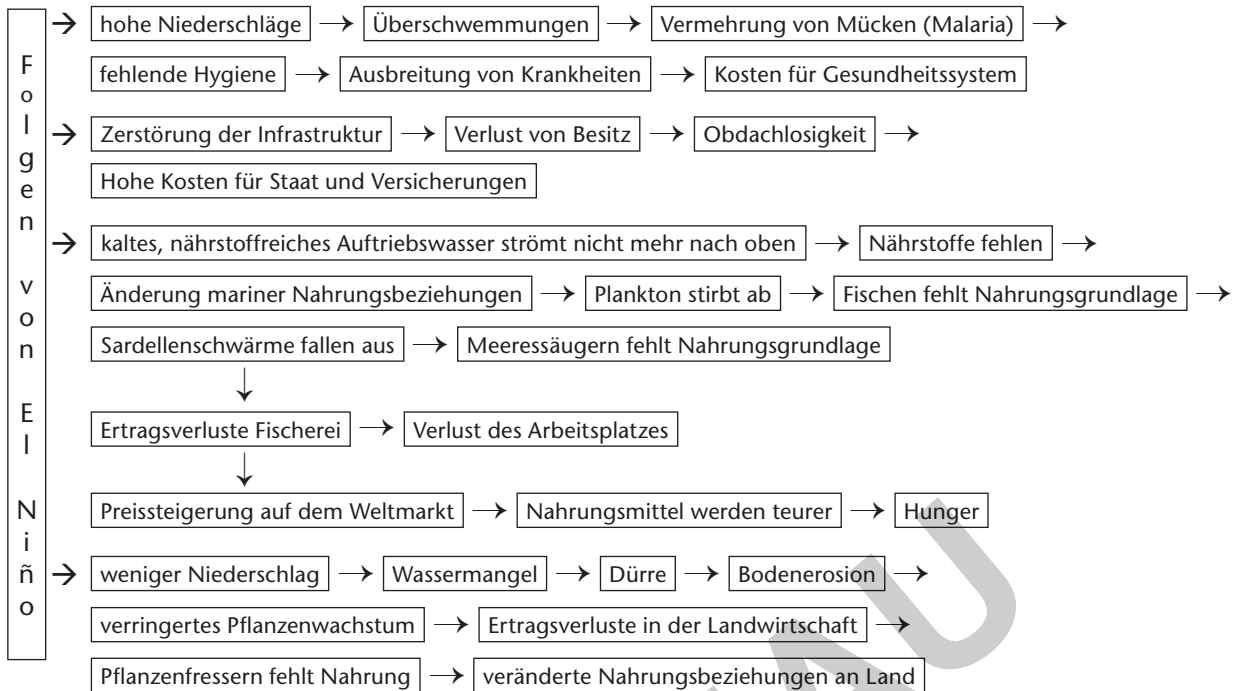 Folgen von El Niño
→ hohe Niederschläge → Überschwemmungen → Vermehrung von Mücken (Malaria) →
fehlende Hygiene → Ausbreitung von Krankheiten → Kosten für Gesundheitssystem
→ Zerstörung der Infrastruktur → Verlust von Besitz → Obdachlosigkeit →
Hohe Kosten für Staat und Versicherungen
→ kaltes, nährstoffreiches Auftriebswasser strömt nicht mehr nach oben → Nährstoffe fehlen →
Änderung mariner Nahrungsbeziehungen → Plankton stirbt ab → Fischen fehlt Nahrungsgrundlage →
Sardellenschwärme fallen aus → Meeressäugern fehlt Nahrungsgrundlage
↓
Ertragsverluste Fischerei → Verlust des Arbeitsplatzes
↓
Preissteigerung auf dem Weltmarkt → Nahrungsmittel werden teurer → Hunger
→ weniger Niederschlag → Wassermangel → Dürre → Bodenerosion →
verringertes Pflanzenwachstum → Ertragsverluste in der Landwirtschaft →
Pflanzenfressern fehlt Nahrung → veränderte Nahrungsbeziehungen an Land